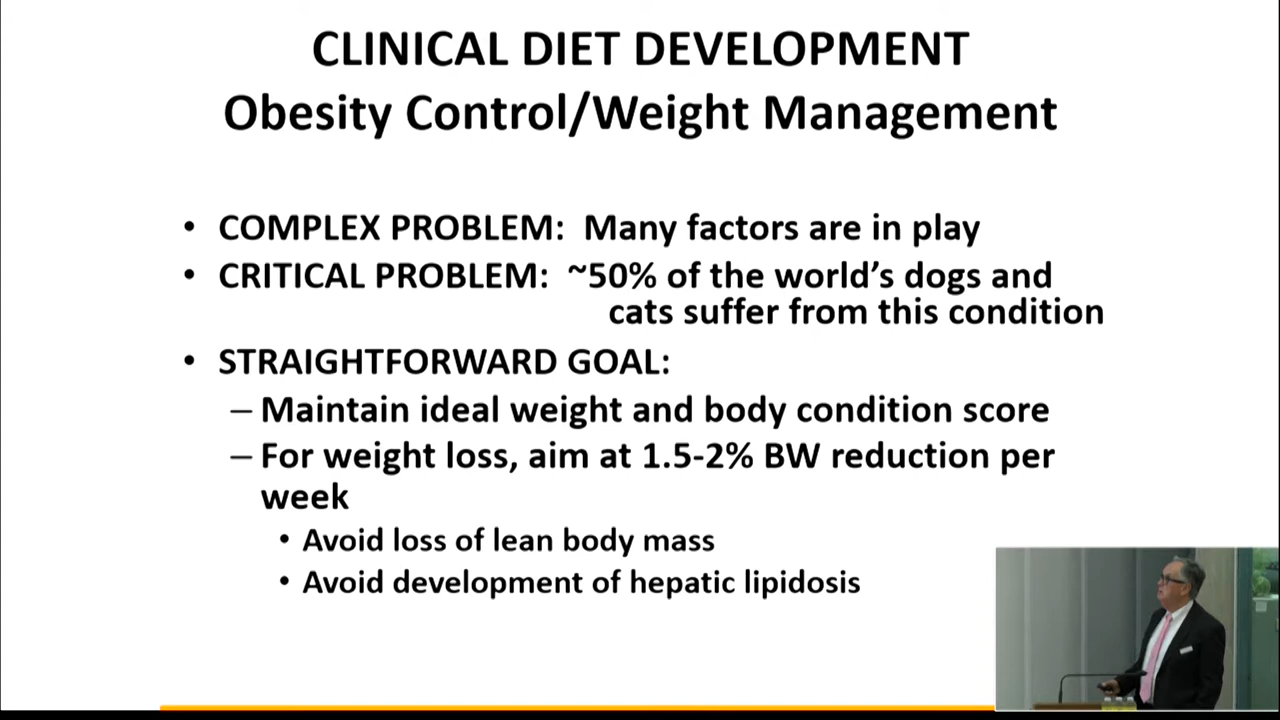 CLINICAL DIET DEVELOPMENT
Obesity Control/Weight Management
• COMPLEX PROBLEM: Many factors are in play
• CRITICAL PROBLEM: ~50% of the world’s dogs and
cats suffer from this condition
• STRAIGHTFORWARD GOAL:
– Maintain ideal weight and body condition score
– For weight loss, aim at 1.5-2% BW reduction per
week
• Avoid loss of lean body mass
• Avoid development of hepatic lipidosis